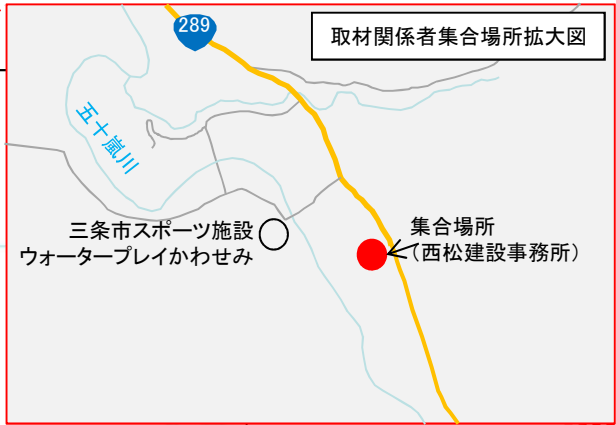 289
取材関係者集合場所拡大図
五十嵐川
三条市スポーツ施設
ウォータープレイかわせみ
集合場所
(西松建設事務所)